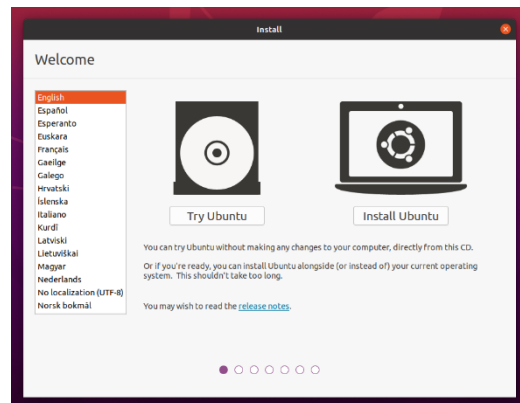 Install
Welcome
English
Español
Esperanto
Euskara
Français
Gaeilge
Galego
Hrvatski
Íslenska
Italiano
Kurdî
Latviski
Lietuviškai
Magyar
Nederlands
No localization (UTF-8)
Norsk bokmål
Try Ubuntu
Install Ubuntu
You can try Ubuntu without making any changes to your computer, directly from this CD.
Or if you're ready, you can install Ubuntu alongside (or instead of) your current operating
system. This shouldn't take too long.
You may wish to read the release notes.